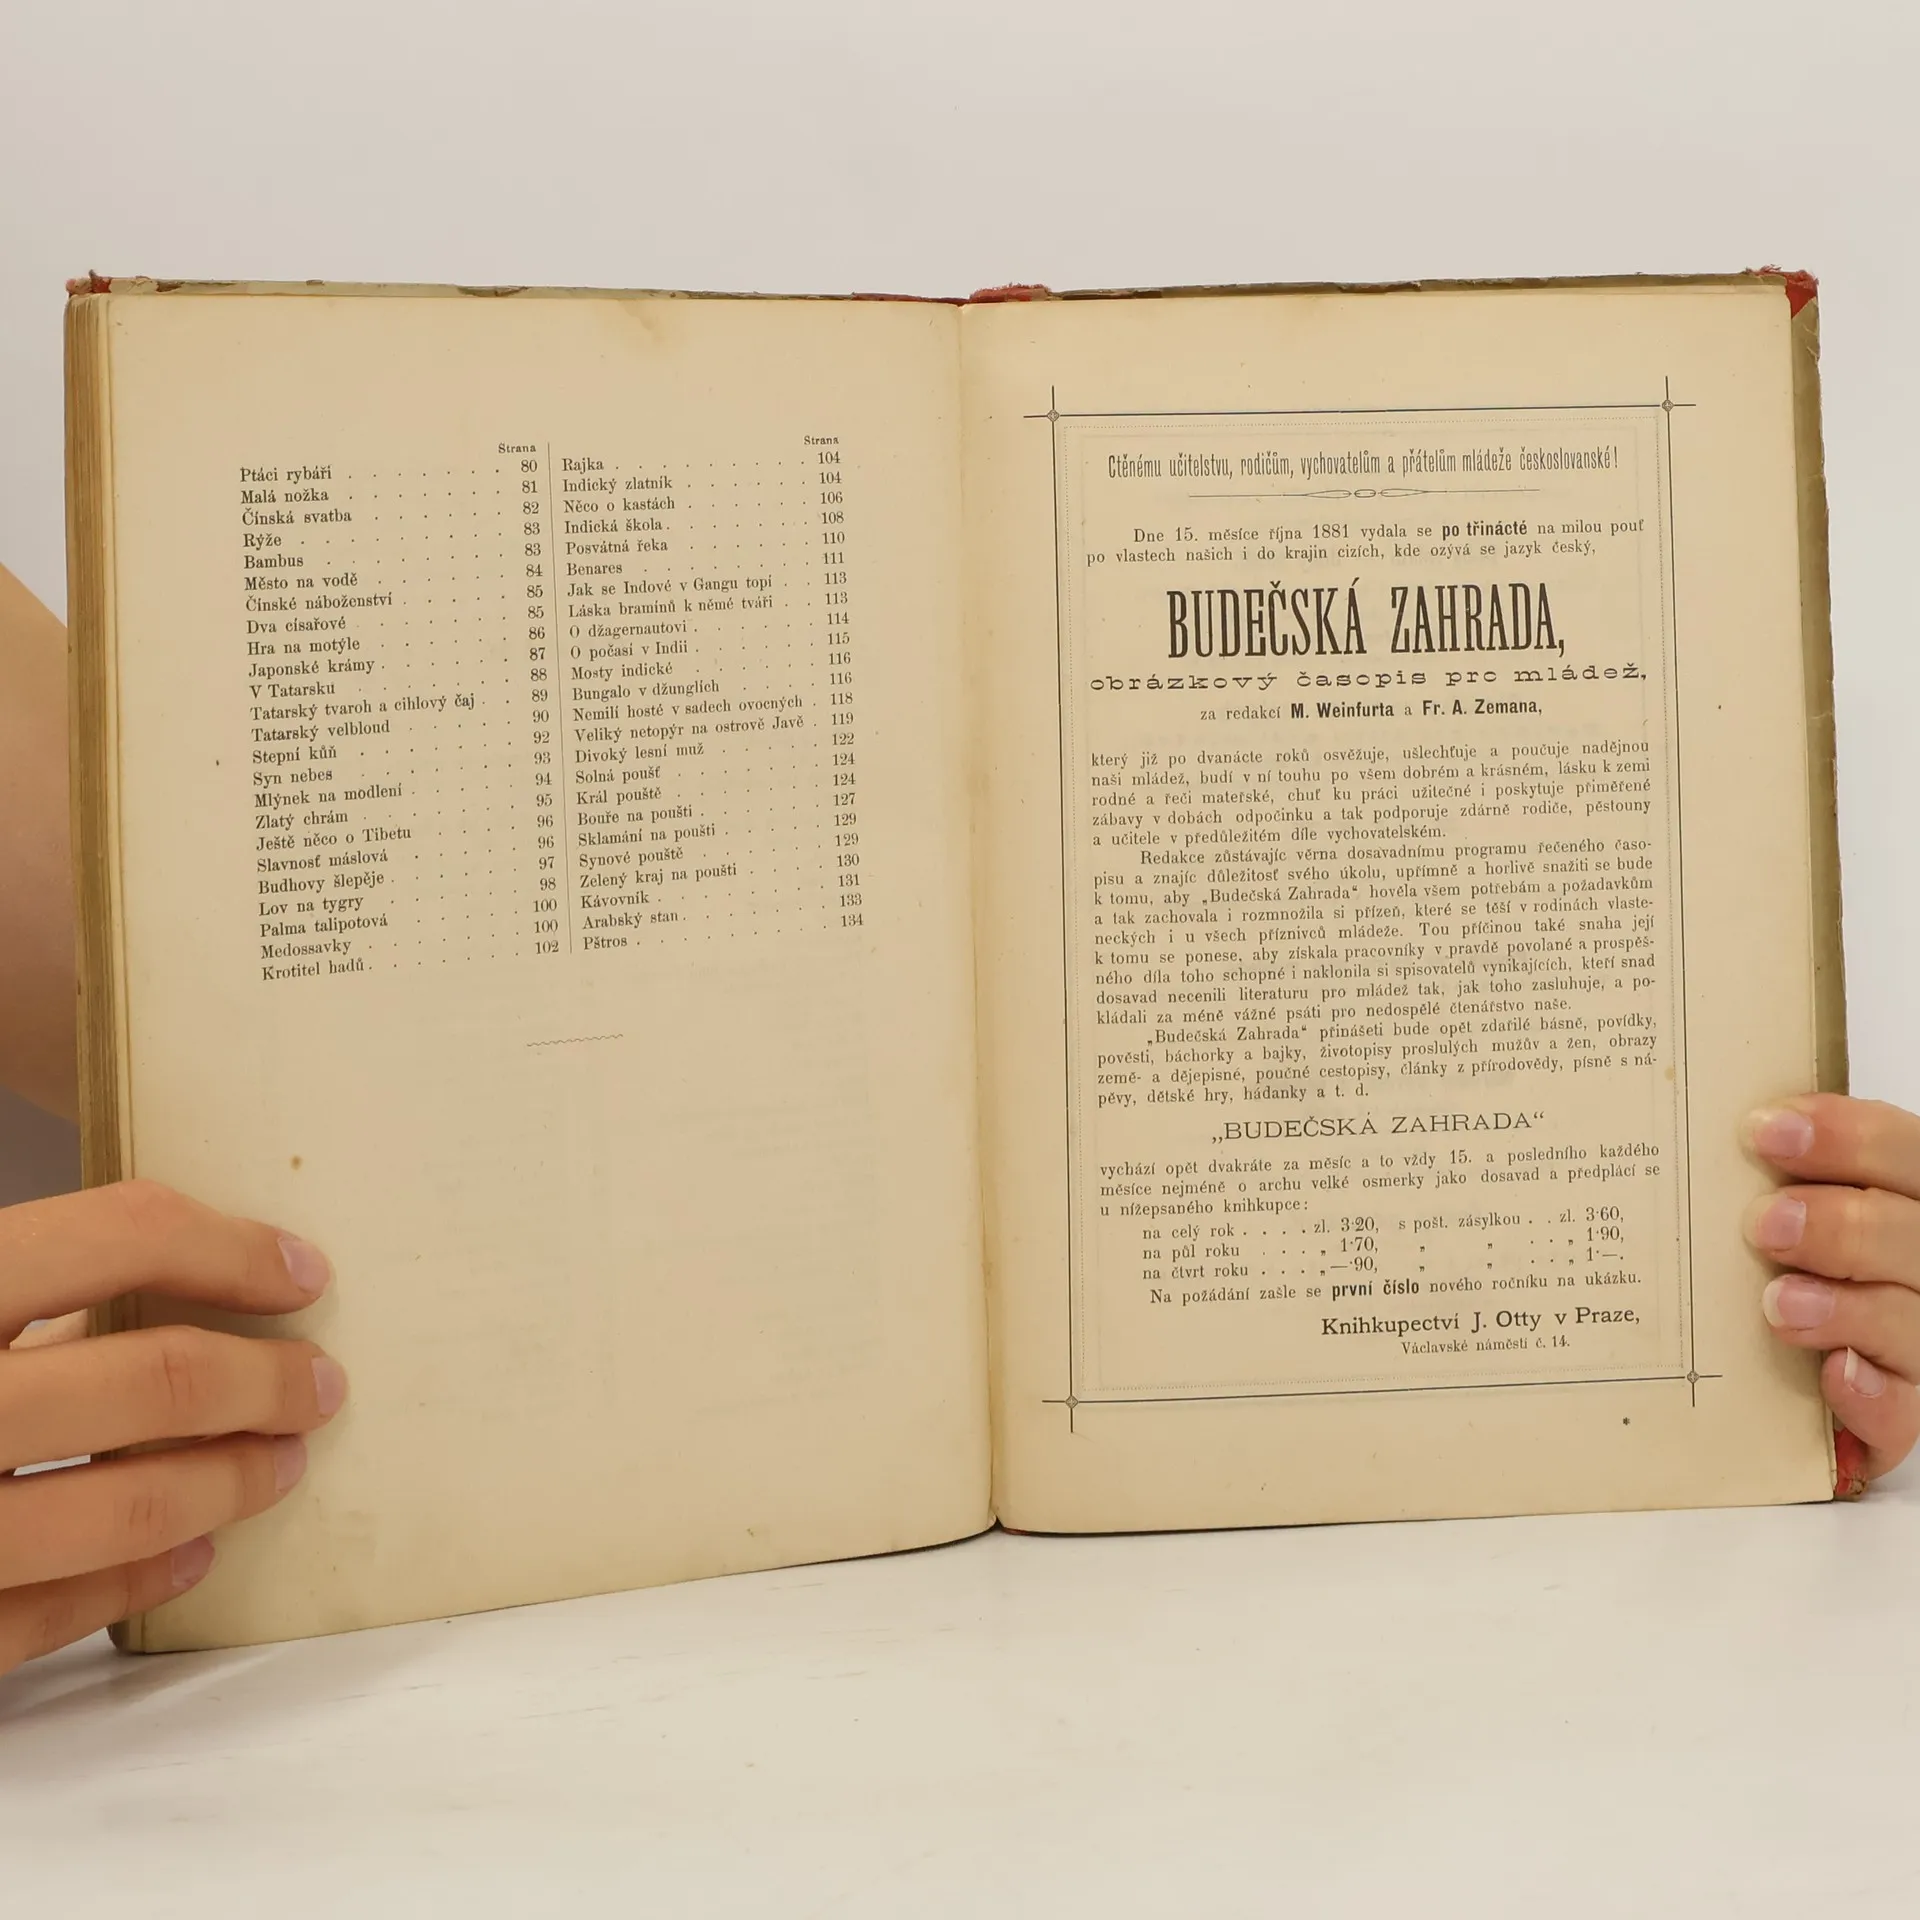 Strana
Ptáci rybáři . . . . . . . 80
Malá nožka . . . . . . . 81
Čínská svatba . . . . . . 82
Rýže . . . . . . . . . 83
Bambus . . . . . . . . 83
Město na vodě . . . . . . 84
Čínské náboženství . . . . . 85
Dva císařové . . . . . . . 85
Hra na motýle . . . . . . 86
Japonské krámy . . . . . . 87
V Tatarsku . . . . . . . 88
Tatarský tvaroh a cihlový čaj . . 89
Tatarský velbloud . . . . . 90
Stepní kůň . . . . . . . 92
Syn nebes . . . . . . . 93
Mlýnek na modlení . . . . . 94
Zlatý chrám . . . . . . . 95
Ještě něco o Tibetu . . . . 96
Slavnosť máslová . . . . . 96
Budhovy šlepěje . . . . . . 97
Lov na tygry . . . . . . 98
Palma talipotová . . . . . 100
Medossavky . . . . . . . 100
Krotitel hadů . . . . . . . 102
Strana
Rajka . . . . . . . . 104
Indický zlatník . . . . . . 104
Něco o kastách . . . . . . 106
Indická škola . . . . . . . 108
Posvátná řeka . . . . . . 110
Benares . . . . . . . . 111
Jak se Indové v Gangu topí . . 113
Láska bramínů k němé tváři . . 113
O džagernautovi . . . . . . 114
O počasí v Indii . . . . . . 115
Mosty indické . . . . . . 116
Bungalo v džunglích . . . . 116
Nemilí hosté v sadech ovocných . 118
Veliký netopýr na ostrově Javě . 119
Divoký lesní muž . . . . . 122
Solná poušť . . . . . . . 124
Král pouště . . . . . . . 124
Bouře na poušti . . . . . . 127
Sklamání na poušti . . . . . 129
Synové pouště . . . . . . 129
Zelený kraj na poušti . . . . 130
Kávovník . . . . . . . . 131
Arabský stan . . . . . . . 133
Pštros . . . . . . . . 134
Ctěnému učitelstvu, rodičům, vychovatelům a přátelům mládeže českoslovanské!
Dne 15. měsíce října 1881 vydala se po třinácté na milou pouť
po vlastech našich i do krajin cizích, kde ozývá se jazyk český,
BUDEČSKÁ ZAHRADA,
obrázkový časopis pro mládež,
za redakcí M. Weinfurta a Fr. A. Zemana,
který již po dvanácte roků osvěžuje, ušlechťuje a poučuje nadějnou
naši mládež, budí v ní touhu po všem dobrém a krásném, lásku k zemi
rodné a řeči mateřské, chuť ku práci užitečné i poskytuje přiměřené
zábavy v dobách odpočinku a tak podporuje zdárně rodiče, pěstouny
a učitele v předůležitém díle vychovatelském.
Redakce zůstávajíc věrna dosavadnímu programu řečeného časo-
pisu a znajíc důležitosť svého úkolu, upřímně a horlivě snažiti se bude
k tomu, aby „Budečská Zahrada“ hověla všem potřebám a požadavkům
a tak zachovala i rozmnožila si přízeň, které se těší v rodinách vlaste-
neckých i u všech příznivců mládeže. Tou příčinou také snaha její
k tomu se ponese, aby získala pracovníky v pravdě povolané a prospěš-
ného díla toho schopné i naklonila si spisovatelů vynikajících, kteří snad
dosavad necenili literaturu pro mládež tak, jak toho zasluhuje, a po-
kládali za méně vážné psáti pro nedospělé čtenářstvo naše.
„Budečská Zahrada“ přinášeti bude opět zdařilé básně, povídky,
pověsti, báchorky a bajky, životopisy proslulých mužův a žen, obrazy
země- a dějepisné, poučné cestopisy, články z přírodovědy, písně s ná-
pěvy, dětské hry, hádanky a t. d.
„BUDEČSKÁ ZAHRADA“
vychází opět dvakráte za měsíc a to vždy 15. a posledního každého
měsíce nejméně o archu velké osmerky jako dosavad a předplácí se
u nížepsaného knihkupce:
na celý rok . . . . zl. 3·20, s pošt. zásylkou . . zl. 3·60,
na půl roku . . . . „ 1·70, „ „ . . „ 1·90,
na čtvrt roku . . . „ —·90, „ „ . . „ 1·—.
Na požádání zašle se první číslo nového ročníku na ukázku.
Knihkupectví J. Otty v Praze,
Václavské náměstí č. 14.
*